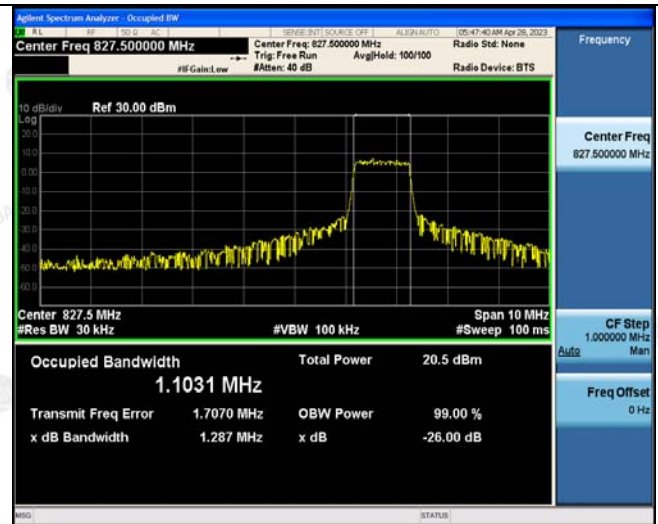 Agilent Spectrum Analyzer - Occupied BW
RL RF 50 Ω AC SENSE:INT SOURCE OFF ALIGN AUTO 05:47:40 AM Apr 28, 2023
Center Freq 827.500000 MHz
Center Freq: 827.500000 MHz
Radio Std: None
Trig: Free Run Avg|Hold: 100/100
#IFGain:Low
#Atten: 40 dB
Radio Device: BTS
Frequency
10 dB/div Ref 30.00 dBm
Log
20.0
10.0
0.00
-10.0
-20.0
-30.0
-40.0
-50.0
-60.0
Center 827.5 MHz
Span 10 MHz
#Res BW 30 kHz
#VBW 100 kHz
#Sweep 100 ms
Occupied Bandwidth
Total Power 20.5 dBm
1.1031 MHz
Transmit Freq Error 1.7070 MHz
OBW Power 99.00 %
x dB Bandwidth 1.287 MHz
x dB -26.00 dB
Center Freq
827.500000 MHz
CF Step
1.000000 MHz
Auto Man
Freq Offset
0 Hz
MSG
STATUS